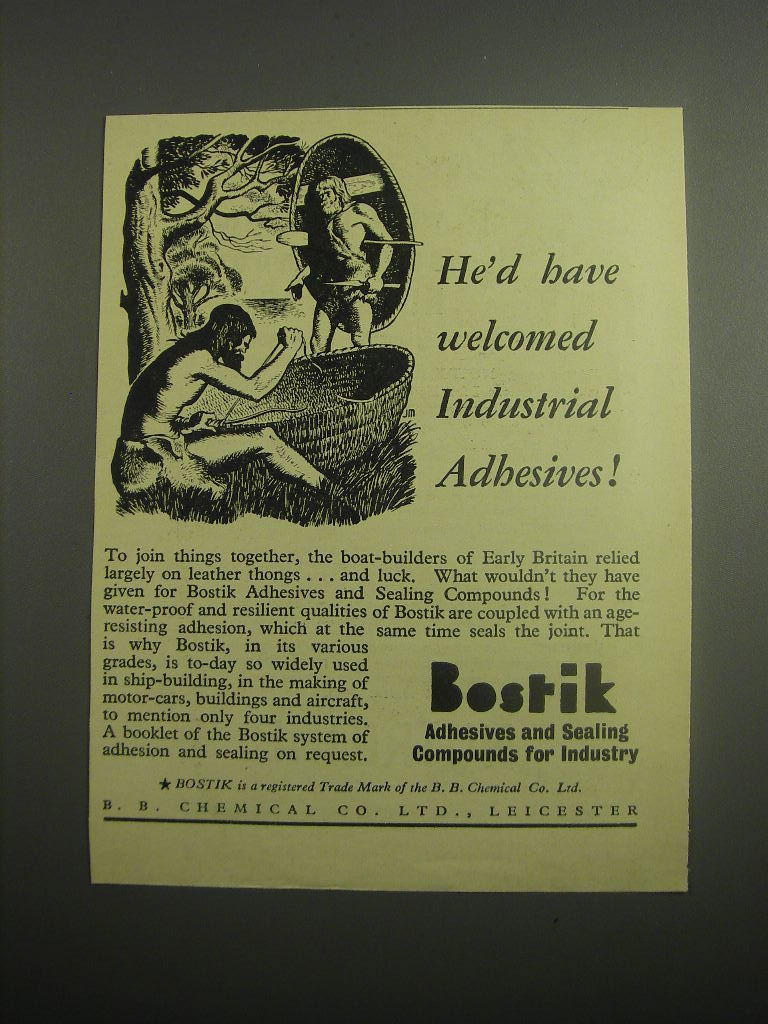 He'd have
welcomed
Industrial
Adhesives!
JM
To join things together, the boat-builders of Early Britain relied
largely on leather thongs . . . and luck. What wouldn't they have
given for Bostik Adhesives and Sealing Compounds! For the
water-proof and resilient qualities of Bostik are coupled with an age-
resisting adhesion, which at the same time seals the joint. That
is why Bostik, in its various
grades, is to-day so widely used
in ship-building, in the making of
motor-cars, buildings and aircraft,
to mention only four industries.
A booklet of the Bostik system of
adhesion and sealing on request.
Bostik
Adhesives and Sealing
Compounds for Industry
★ BOSTIK is a registered Trade Mark of the B. B. Chemical Co. Ltd.
B. B. CHEMICAL CO. LTD., LEICESTER